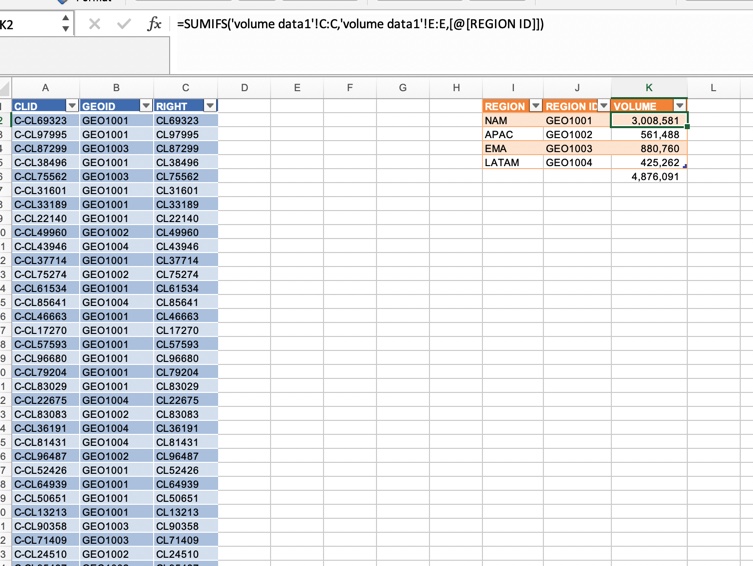 K2 fx =SUMIFS('volume data1'!C:C,'volume data1'!E:E,[@[REGION ID]])
A B C D E F G H I J K L
CLID GEOID RIGHT REGION REGION ID VOLUME
C-CL69323 GEO1001 CL69323 NAM GEO1001 3,008,581
C-CL97995 GEO1001 CL97995 APAC GEO1002 561,488
C-CL87299 GEO1003 CL87299 EMA GEO1003 880,760
C-CL38496 GEO1001 CL38496 LATAM GEO1004 425,262
C-CL75562 GEO1003 CL75562 4,876,091
C-CL31601 GEO1001 CL31601
C-CL33189 GEO1001 CL33189
C-CL22140 GEO1001 CL22140
C-CL49960 GEO1002 CL49960
C-CL43946 GEO1004 CL43946
C-CL37714 GEO1001 CL37714
C-CL75274 GEO1002 CL75274
C-CL61534 GEO1001 CL61534
C-CL85641 GEO1004 CL85641
C-CL46663 GEO1001 CL46663
C-CL17270 GEO1001 CL17270
C-CL57593 GEO1001 CL57593
C-CL96680 GEO1001 CL96680
C-CL79204 GEO1001 CL79204
C-CL83029 GEO1001 CL83029
C-CL22675 GEO1004 CL22675
C-CL83083 GEO1002 CL83083
C-CL36191 GEO1004 CL36191
C-CL81431 GEO1004 CL81431
C-CL96487 GEO1002 CL96487
C-CL52426 GEO1001 CL52426
C-CL64939 GEO1001 CL64939
C-CL50651 GEO1001 CL50651
C-CL13213 GEO1001 CL13213
C-CL90358 GEO1003 CL90358
C-CL71409 GEO1003 CL71409
C-CL24510 GEO1002 CL24510